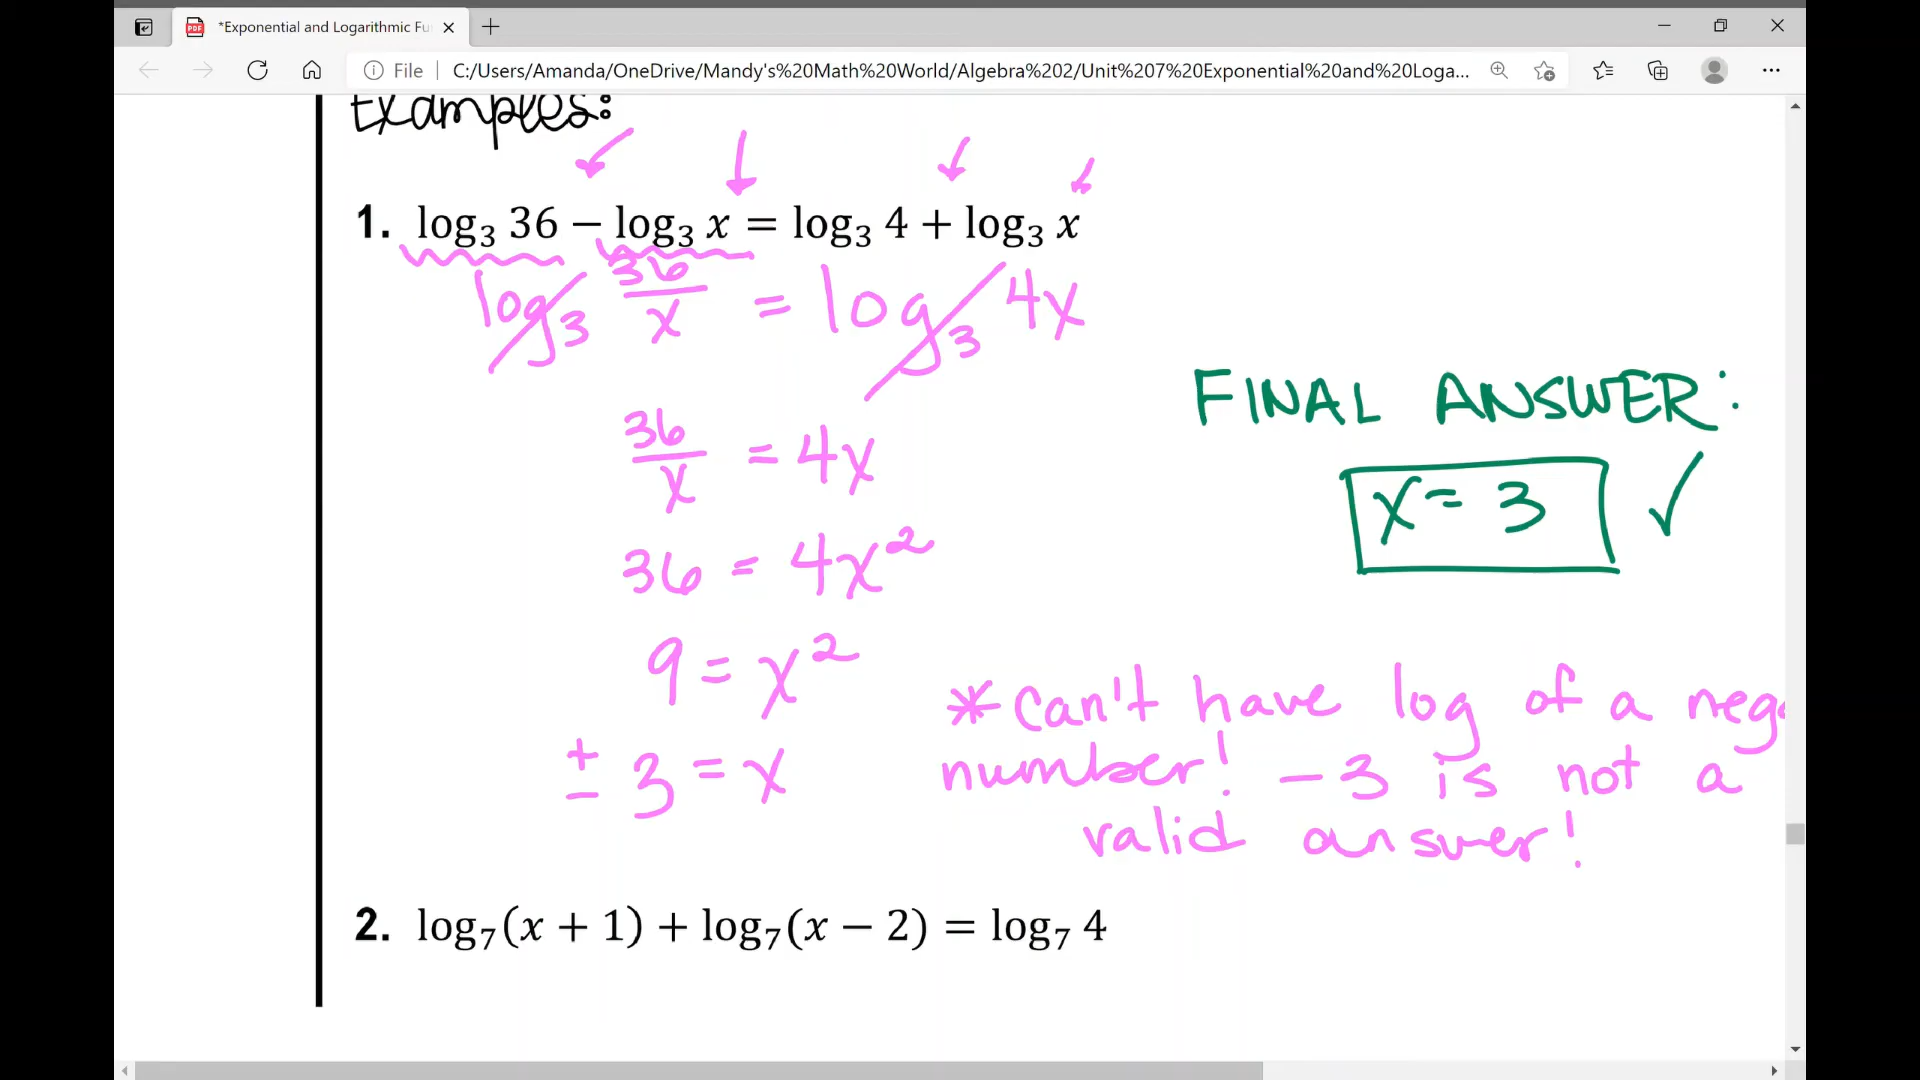 *Exponential and Logarithmic Fu
File C:/Users/Amanda/OneDrive/Mandy's%20Math%20World/Algebra%202/Unit%207%20Exponential%20and%20Loga...
Examples:
1. log₃ 36 − log₃ x = log₃ 4 + log₃ x
log₃ 36/x = log₃ 4x
36/x = 4x
36 = 4x²
9 = x²
± 3 = x
FINAL ANSWER:
x = 3 ✓
*Can't have log of a nega
number! −3 is not a
valid answer!
2. log₇(x + 1) + log₇(x − 2) = log₇ 4